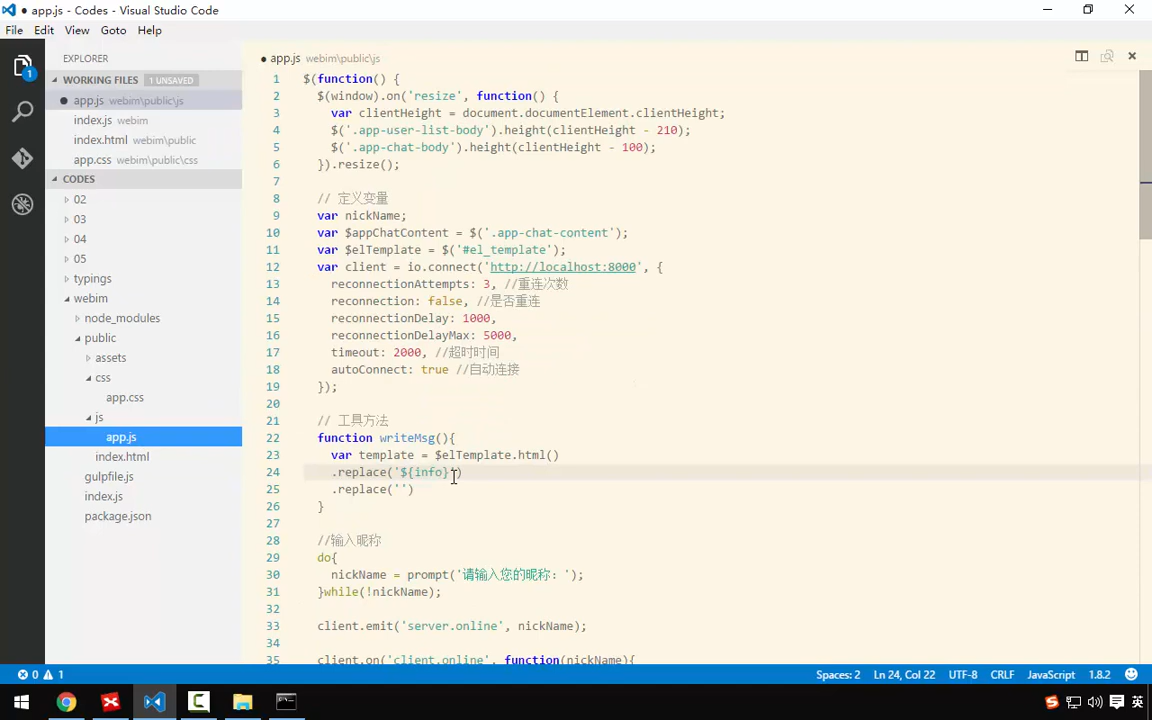 app.js - Codes - Visual Studio Code
File Edit View Goto Help
EXPLORER
WORKING FILES 1 UNSAVED
app.js webim\public\js
index.js webim
index.html webim\public
app.css webim\public\css
CODES
02
03
04
05
typings
webim
node_modules
public
assets
css
app.css
js
app.js
index.html
gulpfile.js
index.js
package.json
1
app.js webim\public\js
1 $(function() {
2 $(window).on('resize', function() {
3 var clientHeight = document.documentElement.clientHeight;
4 $('.app-user-list-body').height(clientHeight - 210);
5 $('.app-chat-body').height(clientHeight - 100);
6 }).resize();
7
8 // 定义变量
9 var nickName;
10 var $appChatContent = $('.app-chat-content');
11 var $elTemplate = $('#el_template');
12 var client = io.connect('http://localhost:8000', {
13 reconnectionAttempts: 3, //重连次数
14 reconnection: false, //是否重连
15 reconnectionDelay: 1000,
16 reconnectionDelayMax: 5000,
17 timeout: 2000, //超时时间
18 autoConnect: true //自动连接
19 });
20
21 // 工具方法
22 function writeMsg(){
23 var template = $elTemplate.html()
24 .replace('${info}')
25 .replace('')
26 }
27
28 //输入昵称
29 do{
30 nickName = prompt('请输入您的昵称: ');
31 }while(!nickName);
32
33 client.emit('server.online', nickName);
34
35 client.on('client.online', function(nickName){
0 1 Spaces: 2 Ln 24, Col 22 UTF-8 CRLF JavaScript 1.8.2
英